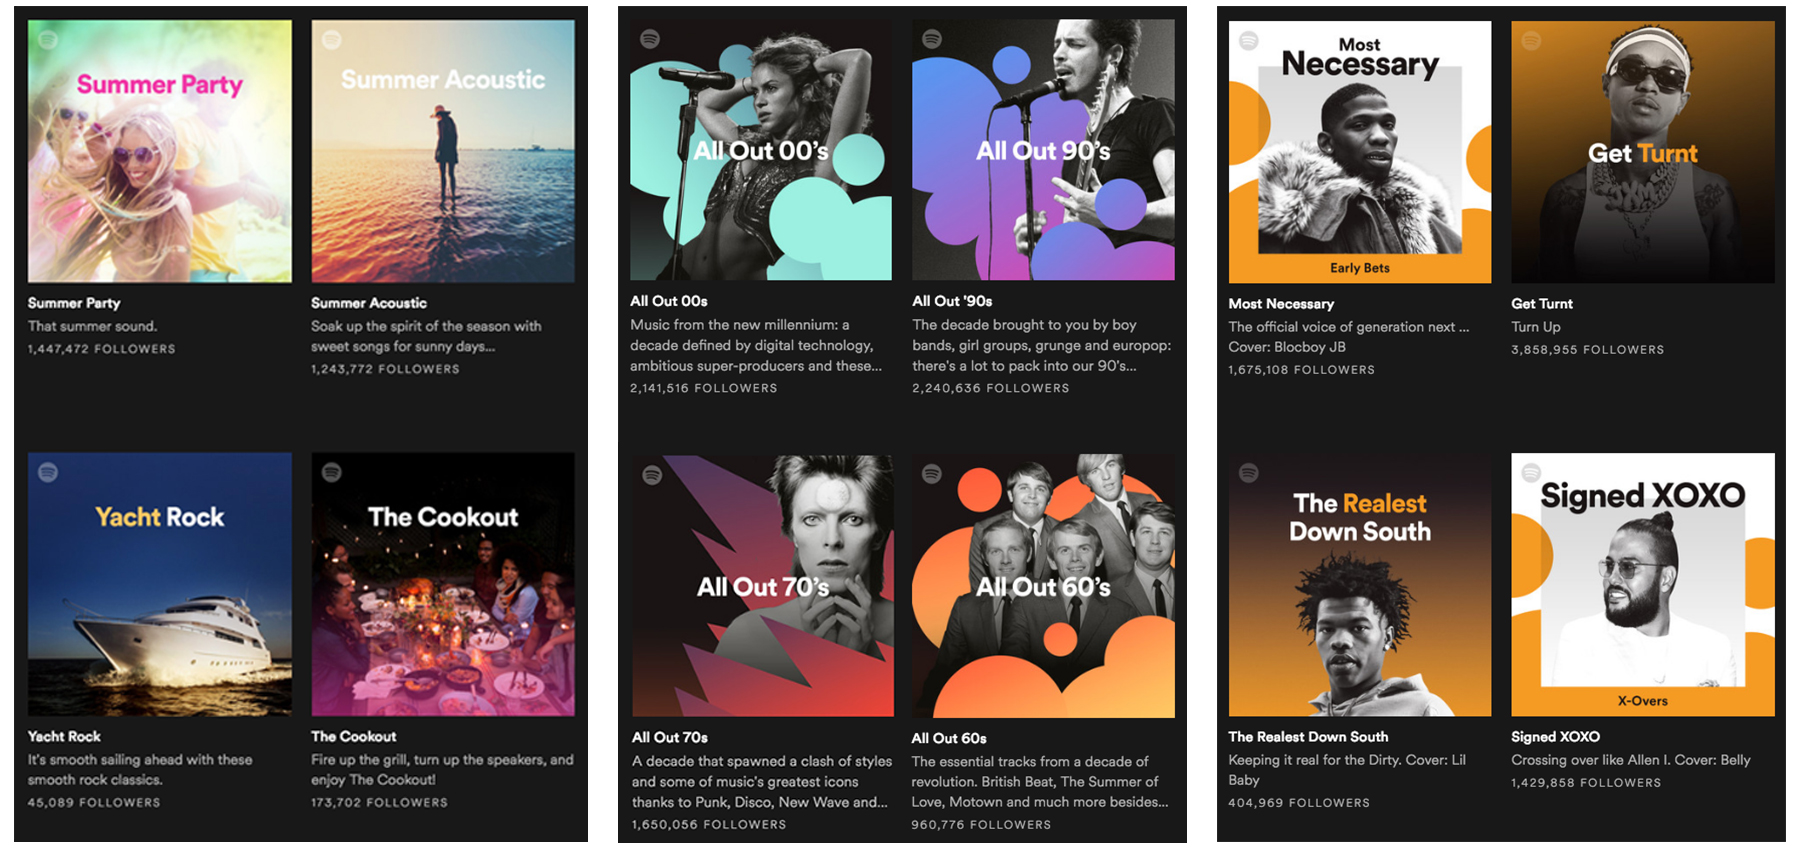 Summer Party
Summer Acoustic
Summer Party
That summer sound.
1,447,472 FOLLOWERS
Summer Acoustic
Soak up the spirit of the season with
sweet songs for sunny days...
1,243,772 FOLLOWERS
Yacht Rock
The Cookout
Yacht Rock
It's smooth sailing ahead with these
smooth rock classics.
45,089 FOLLOWERS
The Cookout
Fire up the grill, turn up the speakers, and
enjoy The Cookout!
173,702 FOLLOWERS
All Out 00's
All Out 90's
All Out 00s
Music from the new millennium: a
decade defined by digital technology,
ambitious super-producers and these...
2,141,516 FOLLOWERS
All Out '90s
The decade brought to you by boy
bands, girl groups, grunge and europop:
there's a lot to pack into our 90's...
2,240,636 FOLLOWERS
All Out 70's
All Out 60's
All Out 70s
A decade that spawned a clash of styles
and some of music's greatest icons
thanks to Punk, Disco, New Wave and...
1,650,056 FOLLOWERS
All Out 60s
The essential tracks from a decade of
revolution. British Beat, The Summer of
Love, Motown and much more besides...
960,776 FOLLOWERS
Most
Necessary
Early Bets
Get Turnt
Most Necessary
The official voice of generation next ...
Cover: Blocboy JB
1,675,108 FOLLOWERS
Get Turnt
Turn Up
3,858,955 FOLLOWERS
The Realest
Down South
Signed XOXO
X-Overs
The Realest Down South
Keeping it real for the Dirty. Cover: Lil
Baby
404,969 FOLLOWERS
Signed XOXO
Crossing over like Allen I. Cover: Belly
1,429,858 FOLLOWERS